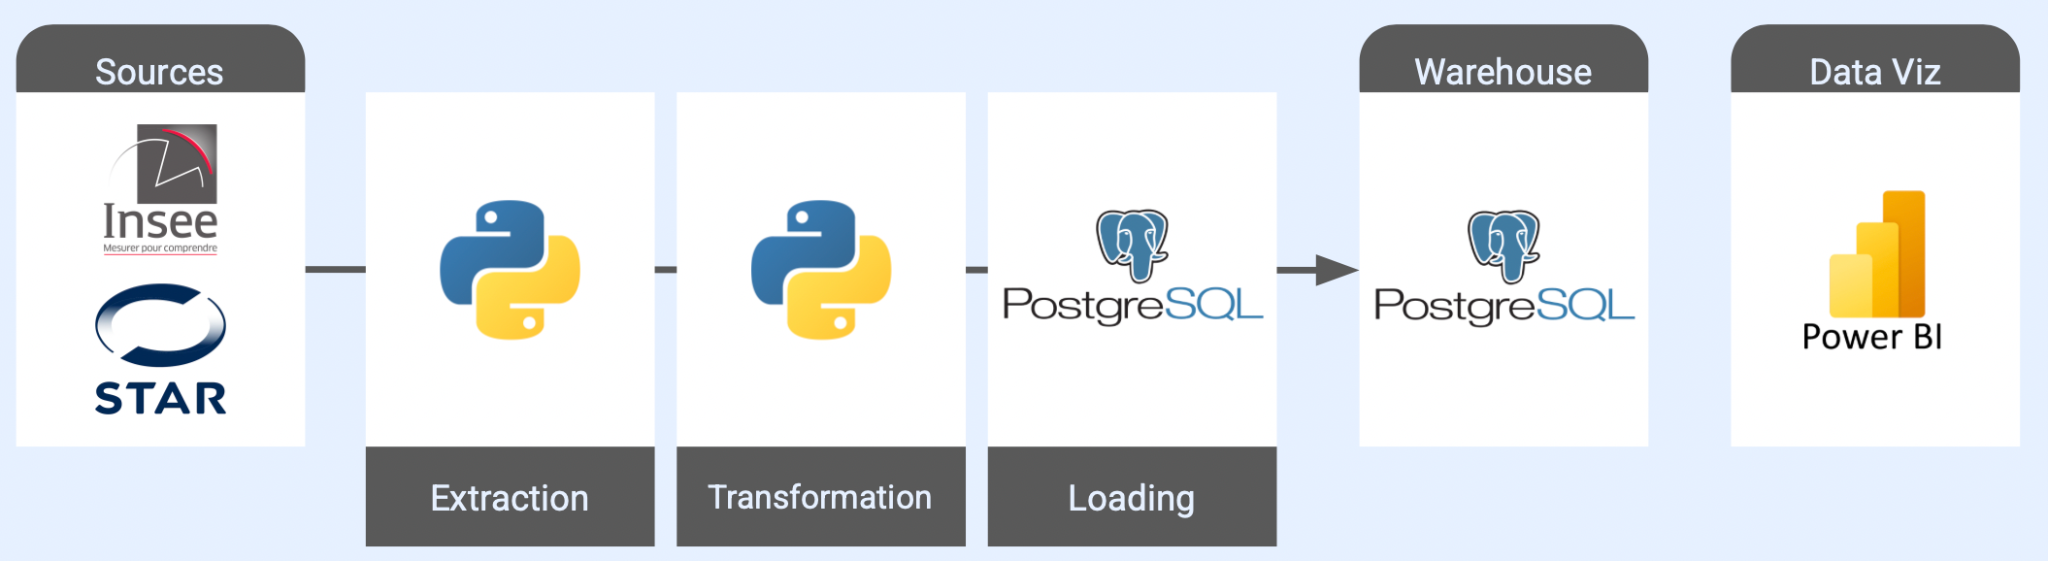 Sources
Insee
Mesurer pour comprendre
STAR
Extraction
Transformation
PostgreSQL
Loading
Warehouse
PostgreSQL
Data Viz
Power BI